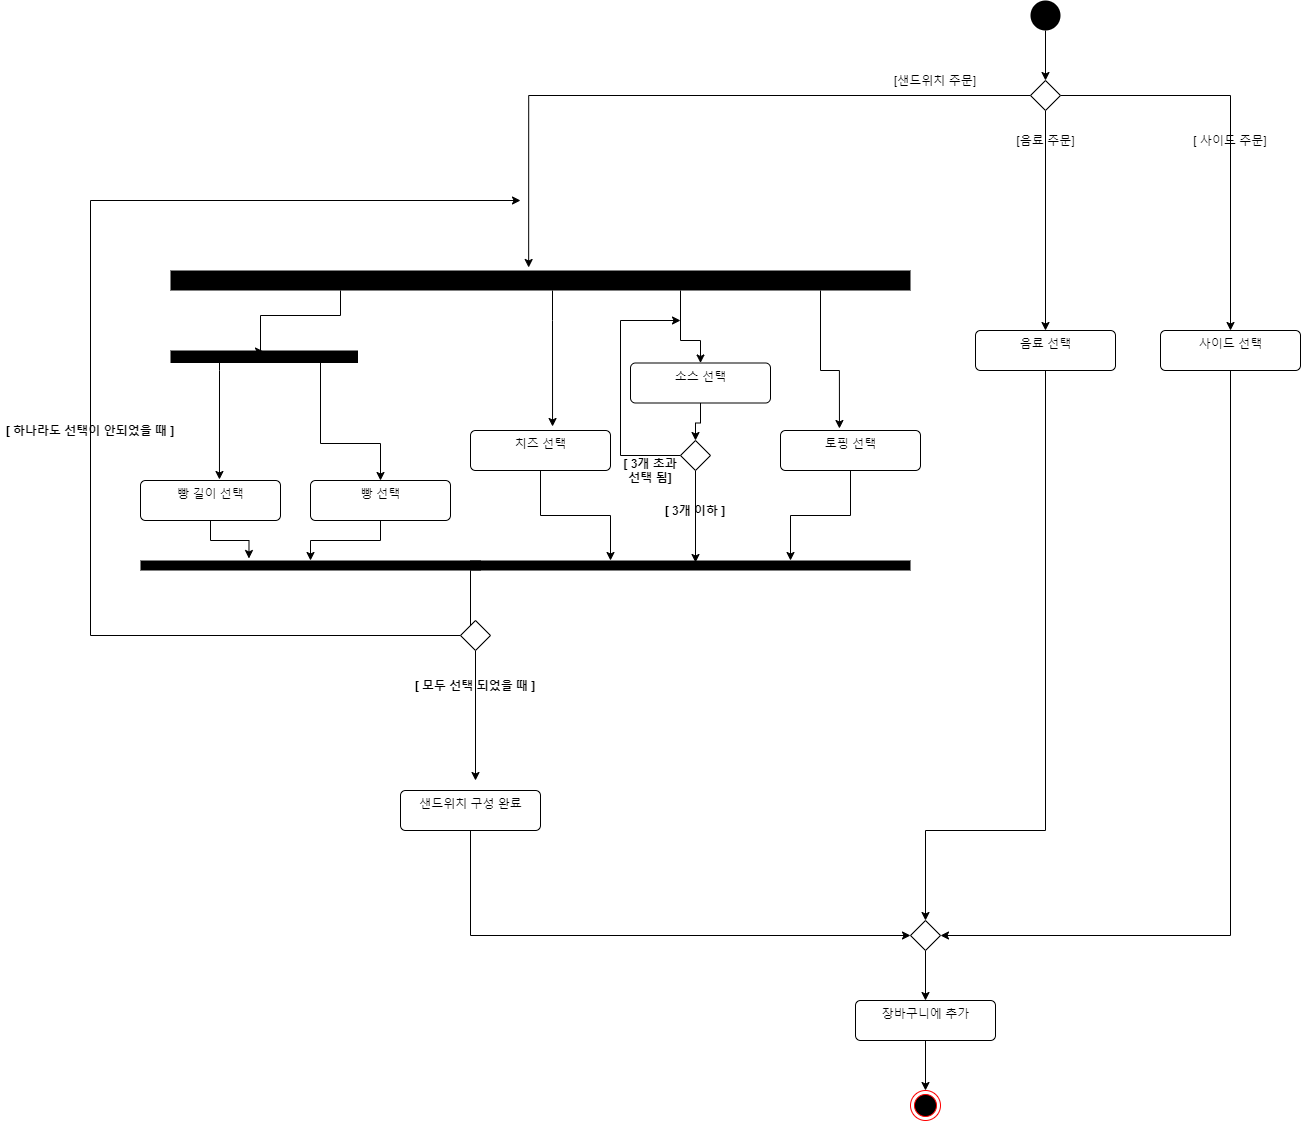 [샌드위치 주문]
[음료 주문]
[ 사이드 주문]
음료 선택
사이드 선택
소스 선택
[ 하나라도 선택이 안되었을 때 ]
치즈 선택
토핑 선택
[ 3개 초과
선택 됨]
빵 길이 선택
빵 선택
[ 3개 이하 ]
[ 모두 선택 되었을 때 ]
샌드위치 구성 완료
장바구니에 추가